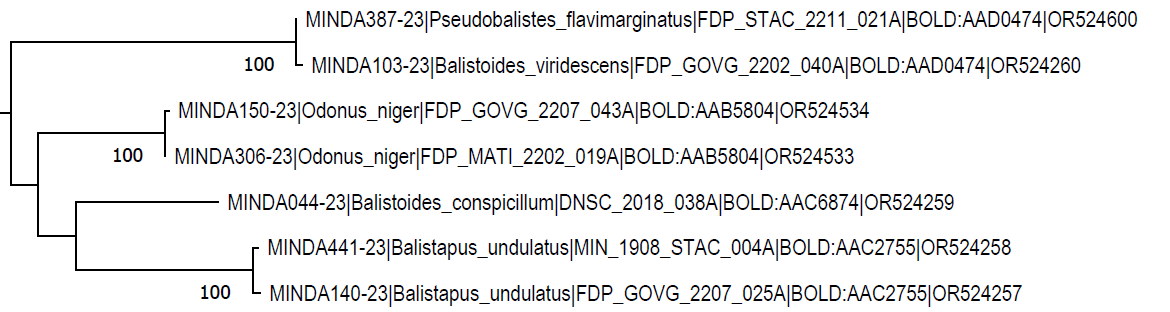 MINDA387-23|Pseudobalistes_flavimarginatus|FDP_STAC_2211_021A|BOLD:AAD0474|OR524600
100
MINDA103-23|Balistoides_viridescens|FDP_GOVG_2202_040A|BOLD:AAD0474|OR524260
MINDA150-23|Odonus_niger|FDP_GOVG_2207_043A|BOLD:AAB5804|OR524534
100
MINDA306-23|Odonus_niger|FDP_MATI_2202_019A|BOLD:AAB5804|OR524533
MINDA044-23|Balistoides_conspicillum|DNSC_2018_038A|BOLD:AAC6874|OR524259
MINDA441-23|Balistapus_undulatus|MIN_1908_STAC_004A|BOLD:AAC2755|OR524258
100
MINDA140-23|Balistapus_undulatus|FDP_GOVG_2207_025A|BOLD:AAC2755|OR524257